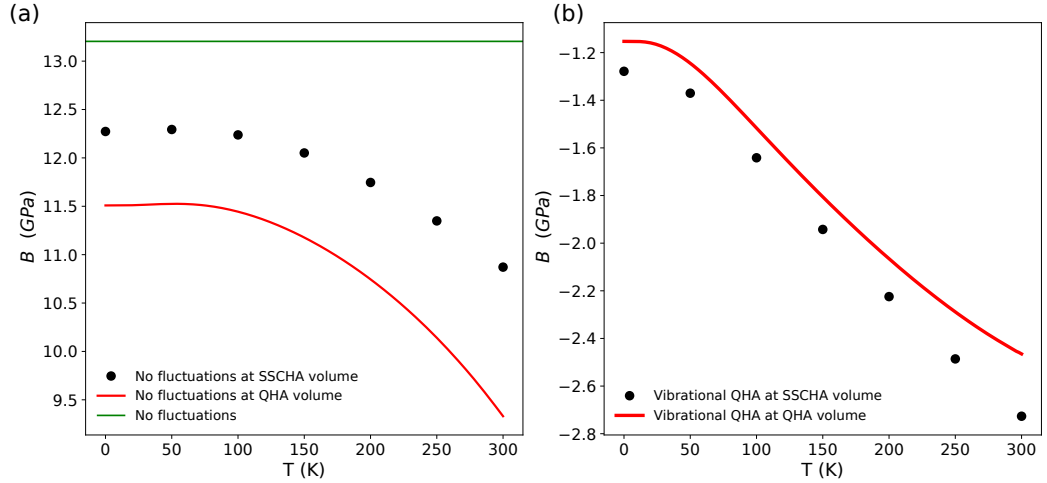 (a)
13.0
12.5
12.0
11.5
11.0
10.5
10.0
9.5
B (GPa)
No fluctuations at SSCHA volume
No fluctuations at QHA volume
No fluctuations
0 50 100 150 200 250 300
T (K)
(b)
−1.2
−1.4
−1.6
−1.8
−2.0
−2.2
−2.4
−2.6
−2.8
B (GPa)
Vibrational QHA at SSCHA volume
Vibrational QHA at QHA volume
0 50 100 150 200 250 300
T (K)